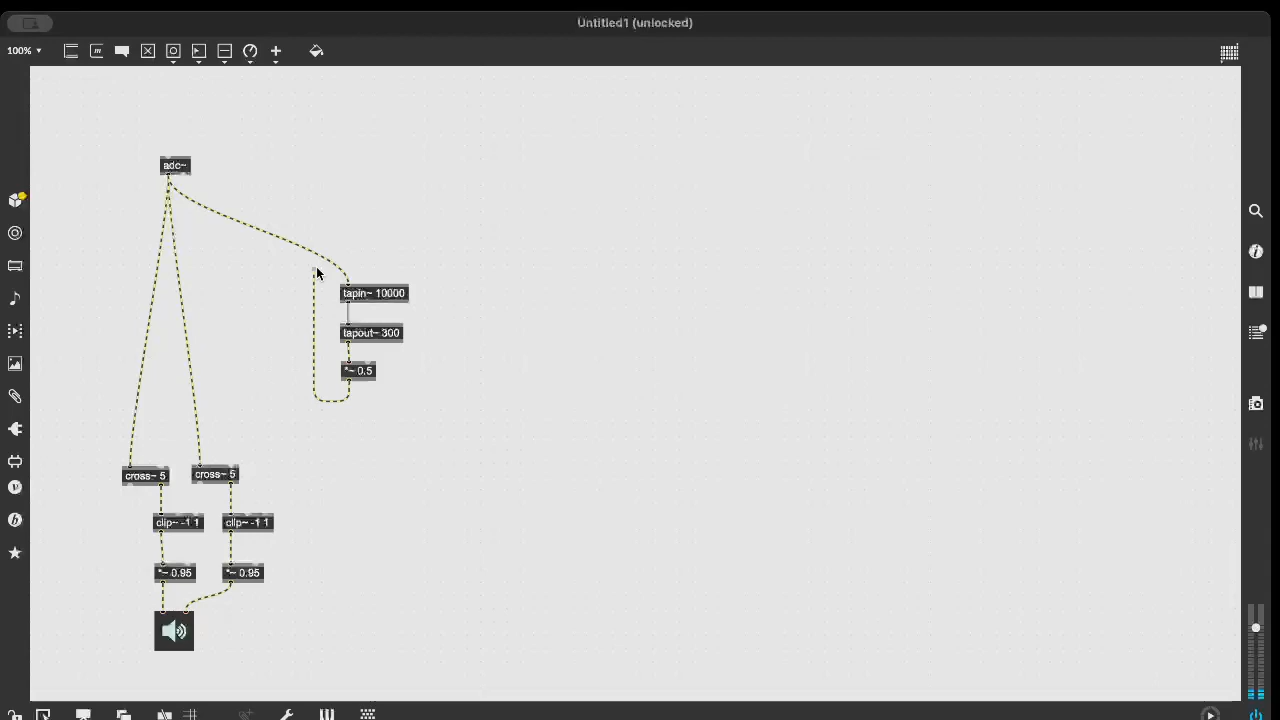 Untitled1 (unlocked)
100%
adc~
tapin~ 10000
tapout~ 300
*~ 0.5
cross~ 5
cross~ 5
clip~ -1 1
clip~ -1 1
*~ 0.95
*~ 0.95